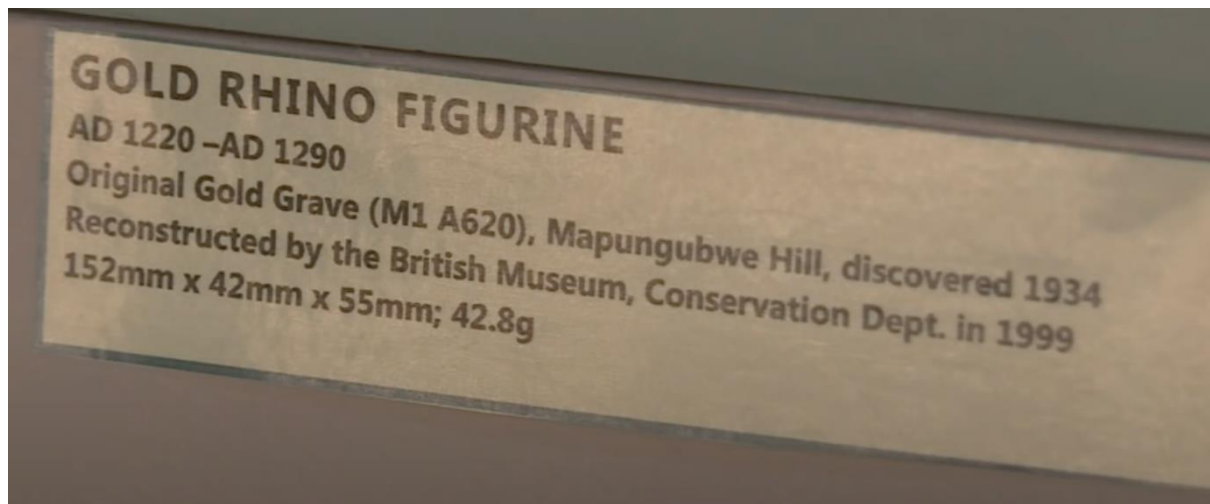 GOLD RHINO FIGURINE
AD 1220 –AD 1290
Original Gold Grave (M1 A620), Mapungubwe Hill, discovered 1934
Reconstructed by the British Museum, Conservation Dept. in 1999
152mm x 42mm x 55mm; 42.8g